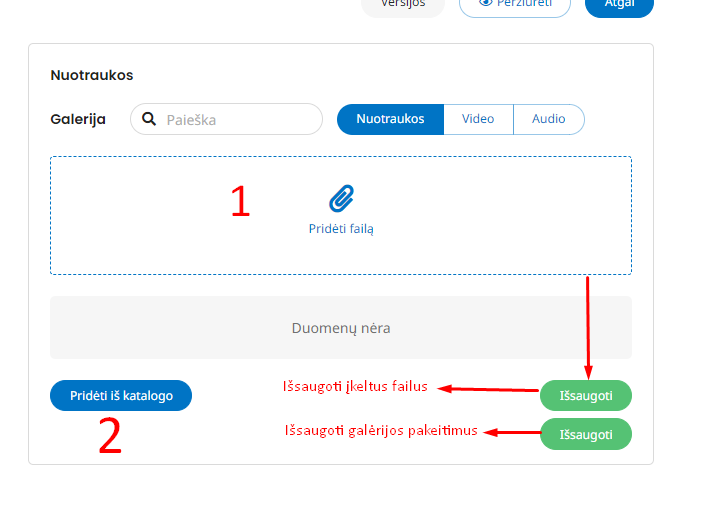 Versijos Peržiūrėti Atgal
Nuotraukos
Galerija Paieška Nuotraukos Video Audio
1
Pridėti failą
Duomenų nėra
Pridėti iš katalogo Išsaugoti įkeltus failus Išsaugoti
2 Išsaugoti galėrijos pakeitimus Išsaugoti